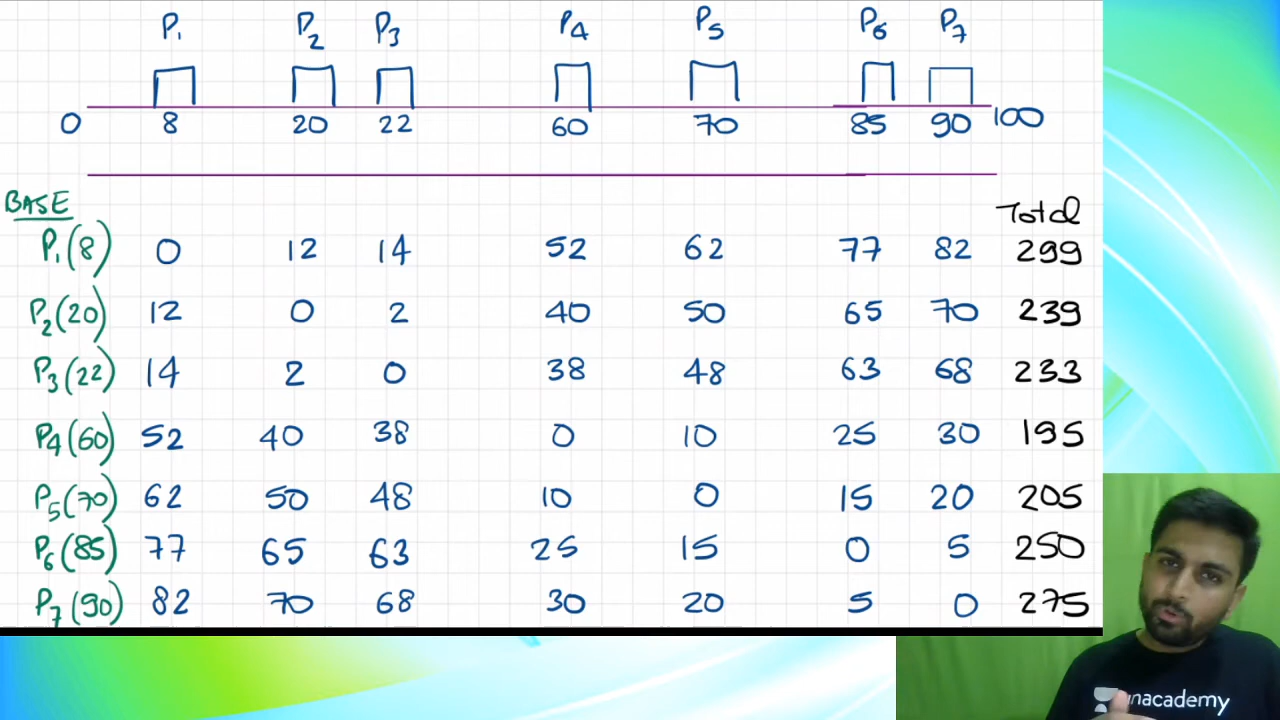 P1 P2 P3 P4 P5 P6 P7
0 8 20 22 60 70 85 90 100
BASE
Total
P1(8) 0 12 14 52 62 77 82 299
P2(20) 12 0 2 40 50 65 70 239
P3(22) 14 2 0 38 48 63 68 233
P4(60) 52 40 38 0 10 25 30 195
P5(70) 62 50 48 10 0 15 20 205
P6(85) 77 65 63 25 15 0 5 250
P7(90) 82 70 68 30 20 5 0 275
unacademy